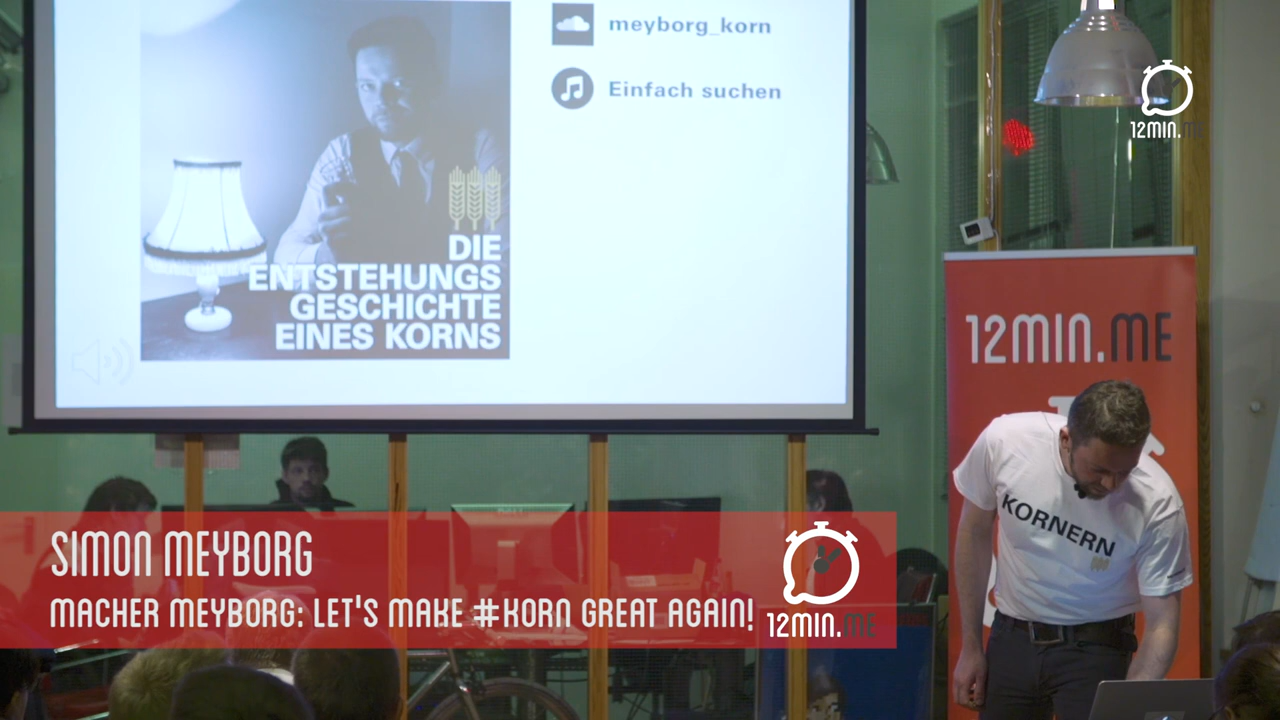 meyborg_korn
Einfach suchen
DIE
ENTSTEHUNGS
GESCHICHTE
EINES KORNS
12MIN.ME
12MIN.ME
KORNERN
SIMON MEYBORG
MACHER MEYBORG: LET'S MAKE #KORN GREAT AGAIN!
12MIN.ME